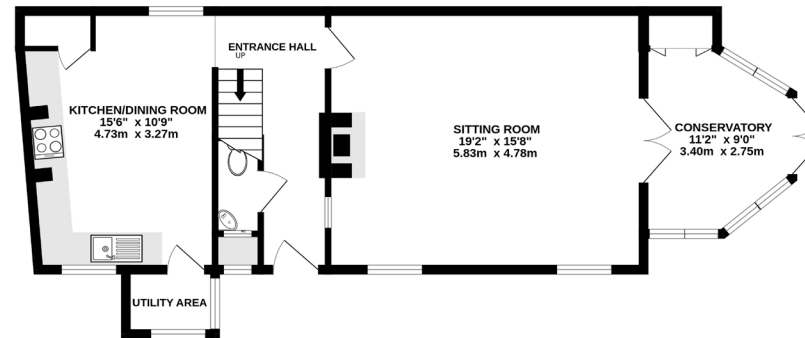 ENTRANCE HALL
UP
KITCHEN/DINING ROOM
15'6" x 10'9"
4.73m x 3.27m
SITTING ROOM
19'2" x 15'8"
5.83m x 4.78m
CONSERVATORY
11'2" x 9'0"
3.40m x 2.75m
UTILITY AREA